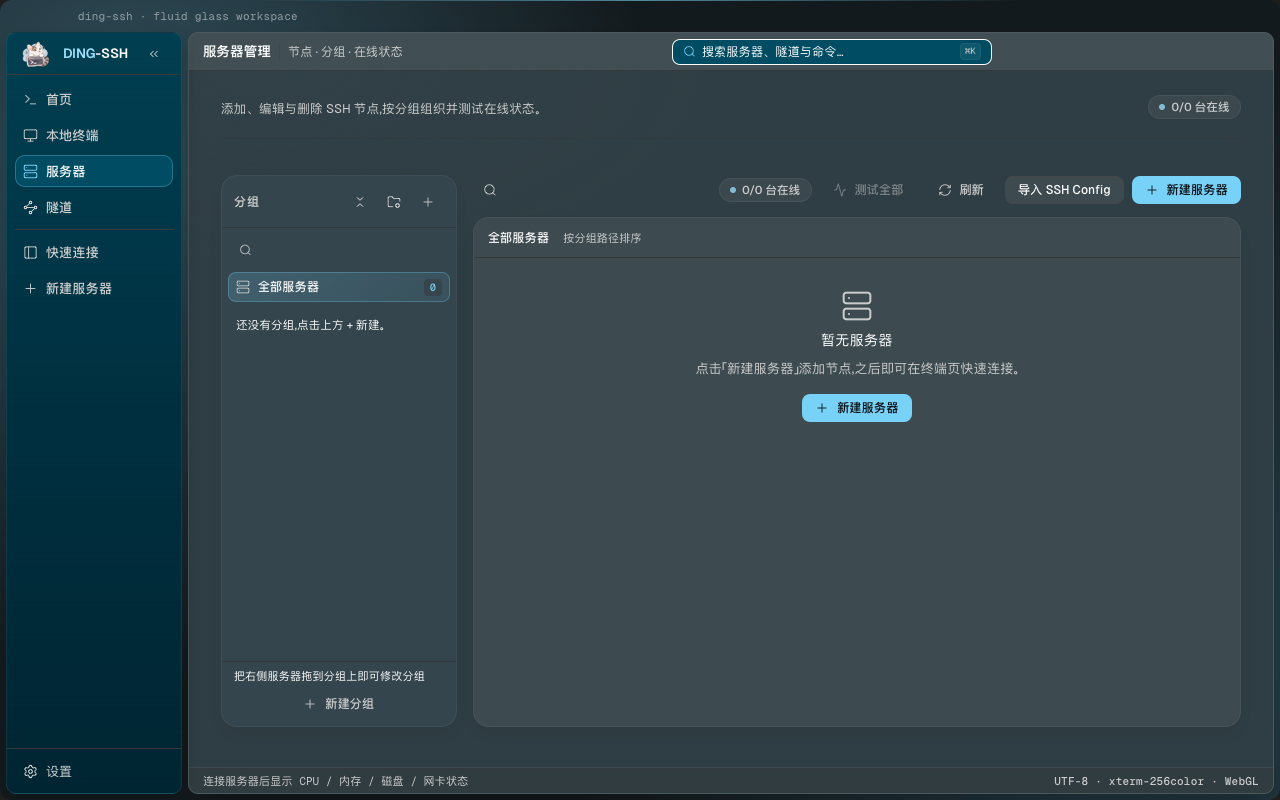 ding-ssh · fluid glass workspace
DING-SSH
首页
本地终端
服务器
隧道
快速连接
新建服务器
设置
服务器管理 节点 · 分组 · 在线状态
搜索服务器、隧道与命令… ⌘K
添加、编辑与删除 SSH 节点,按分组组织并测试在线状态。
0/0 台在线
分组
全部服务器 0
还没有分组,点击上方 + 新建。
把右侧服务器拖到分组上即可修改分组
新建分组
0/0 台在线 测试全部 刷新 导入 SSH Config 新建服务器
全部服务器 按分组路径排序
暂无服务器
点击「新建服务器」添加节点,之后即可在终端页快速连接。
新建服务器
连接服务器后显示 CPU / 内存 / 磁盘 / 网卡状态
UTF-8 · xterm-256color · WebGL